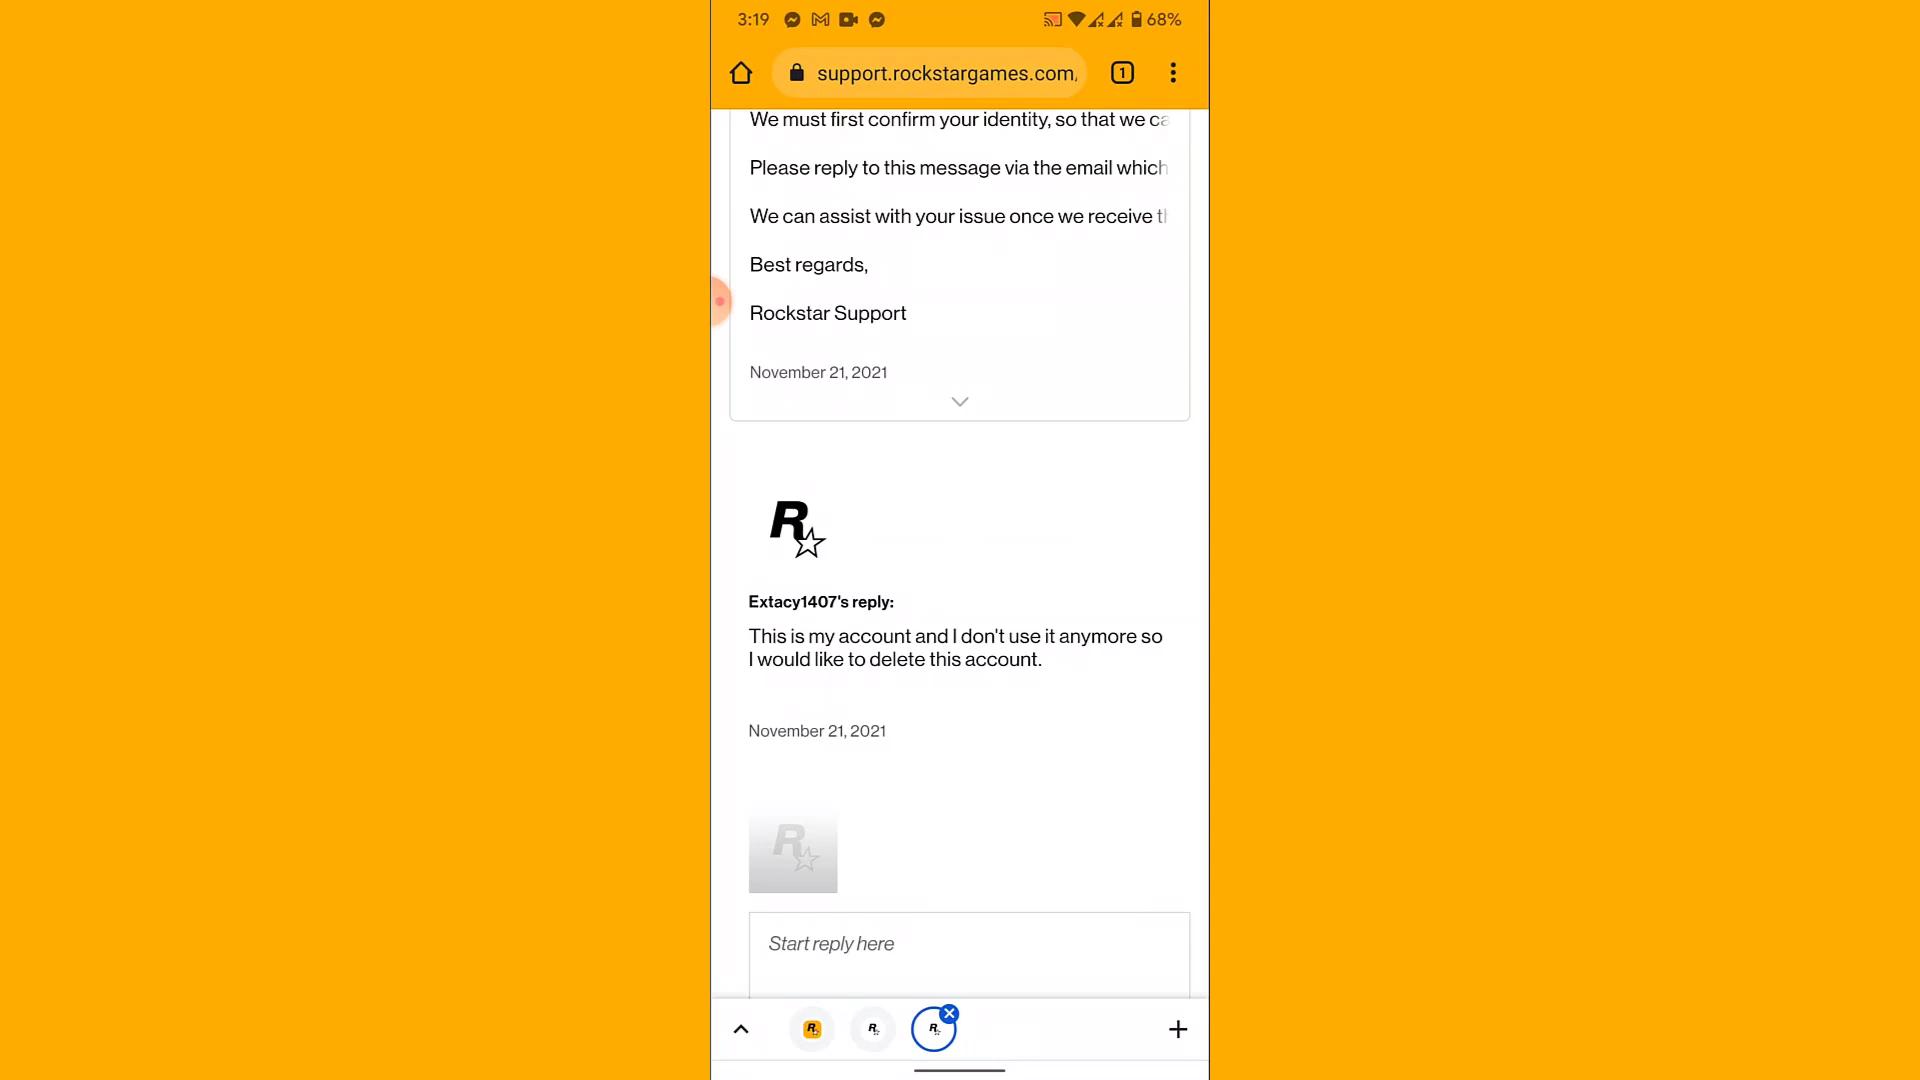 3:19
68%
support.rockstargames.com
1
We must first confirm your identity, so that we
Please reply to this message via the email which
We can assist with your issue once we receive
Best regards,
Rockstar Support
November 21, 2021
R
Extacy1407's reply:
This is my account and I don't use it anymore so
I would like to delete this account.
November 21, 2021
R
Start reply here
R
R
R